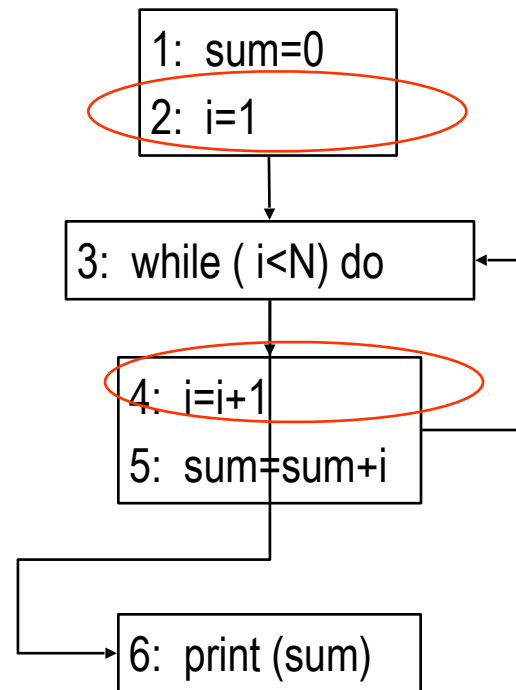 1: sum=0
2: i=1
3: while ( i<N) do
4: i=i+1
5: sum=sum+i
6: print (sum)